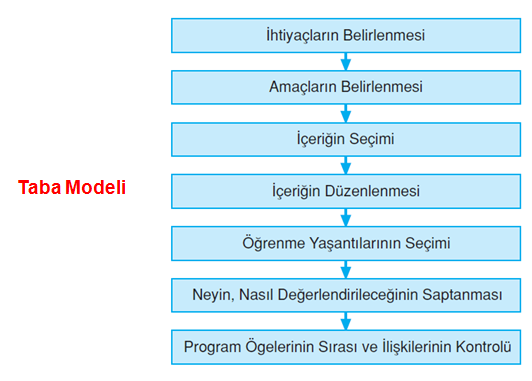 İhtiyaçların Belirlenmesi
Amaçların Belirlenmesi
İçeriğin Seçimi
Taba Modeli
İçeriğin Düzenlenmesi
Öğrenme Yaşantılarının Seçimi
Neyin, Nasıl Değerlendirileceğinin Saptanması
Program Ögelerinin Sırası ve İlişkilerinin Kontrolü